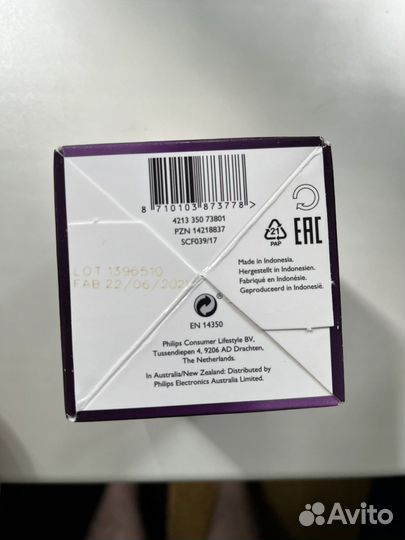 8 710103 873778 >
4213 350 73801
PZN 14218837
SCF039/17
21
PAP
EAC
Made in Indonesia.
Hergestellt in Indonesien.
Fabriqué en Indonésie.
Geproduceerd in Indonesië.
LOT 1396510
FAB 22/06/202
EN 14350
Philips Consumer Lifestyle BV,
Tussendiepen 4, 9206 AD Drachten,
The Netherlands.
In Australia/New Zealand: Distributed by
Philips Electronics Australia Limited.
Avito